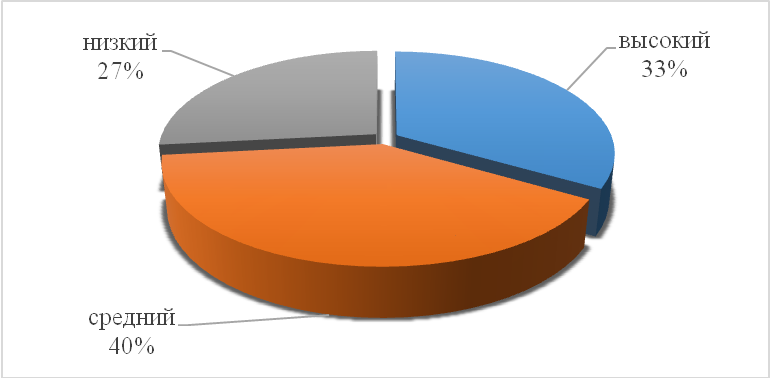 низкий
27%
высокий
33%
средний
40%